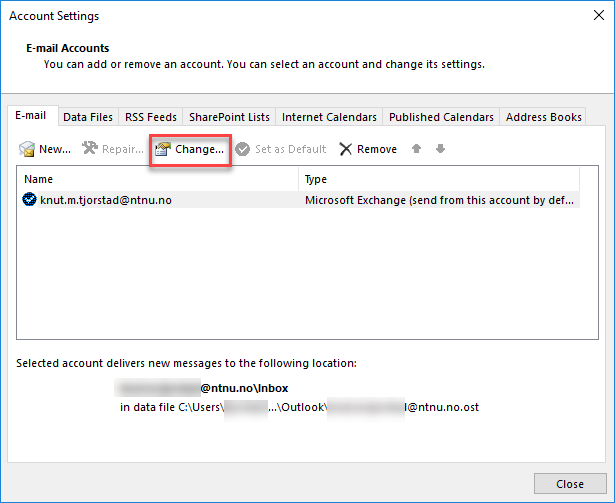 Account Settings
E-mail Accounts
You can add or remove an account. You can select an account and change its settings.
E-mail Data Files RSS Feeds SharePoint Lists Internet Calendars Published Calendars Address Books
New... Repair... Change... Set as Default Remove
Name Type
knut.m.tjorstad@ntnu.no Microsoft Exchange (send from this account by def...
Selected account delivers new messages to the following location:
@ntnu.no\Inbox
in data file C:\Users\ ...\Outlook\ @ntnu.no.ost
Close